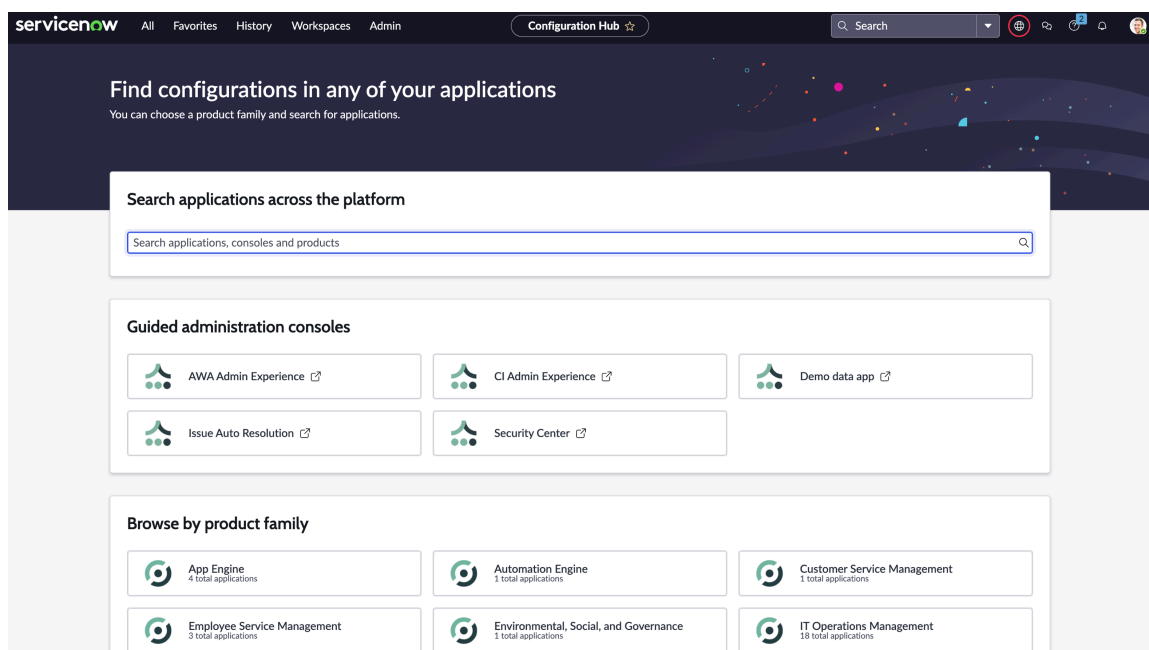 servicenow All Favorites History Workspaces Admin Configuration Hub Search 2
Find configurations in any of your applications
You can choose a product family and search for applications.
Search applications across the platform
Search applications, consoles and products
Guided administration consoles
AWA Admin Experience
CI Admin Experience
Demo data app
Issue Auto Resolution
Security Center
Browse by product family
App Engine
4 total applications
Automation Engine
1 total applications
Customer Service Management
1 total applications
Employee Service Management
3 total applications
Environmental, Social, and Governance
1 total applications
IT Operations Management
18 total applications